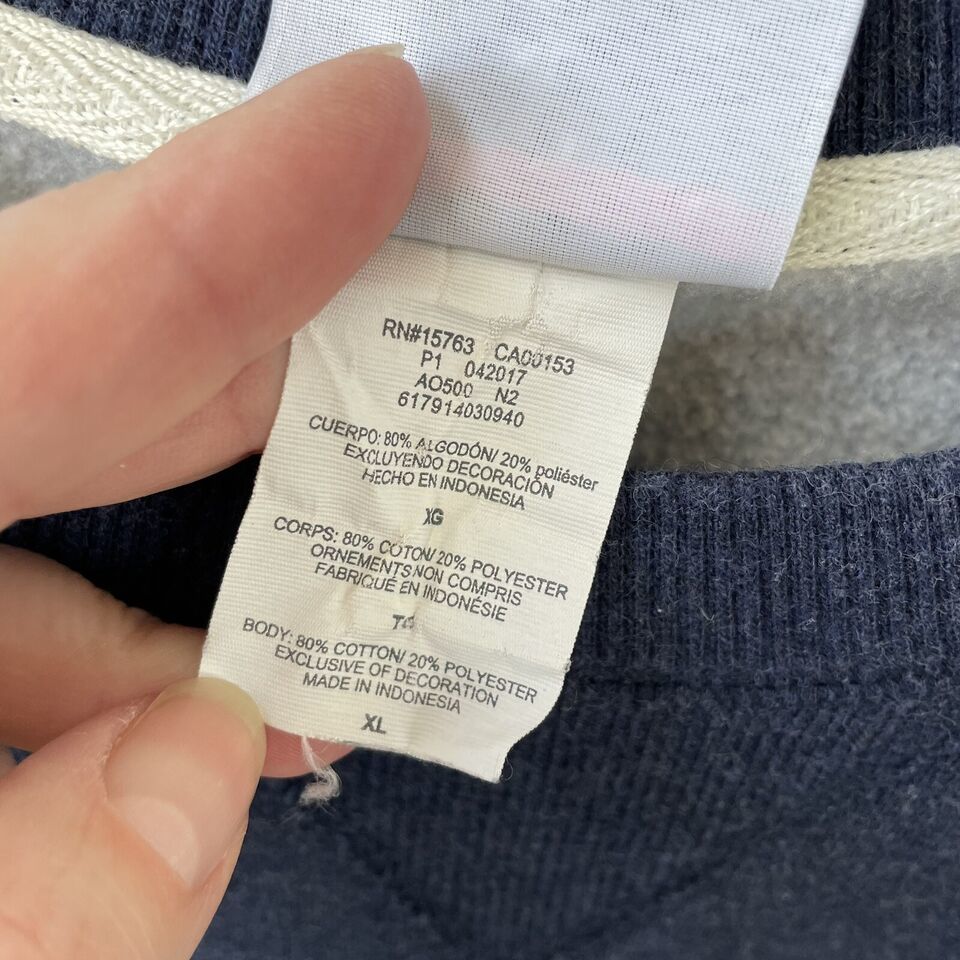 RN#15763 CA00153
P1 042017
AO500 N2
617914030940
CUERPO: 80% ALGODÓN/ 20% poliéster
EXCLUYENDO DECORACIÓN
HECHO EN INDONESIA
XG
CORPS: 80% COTON/ 20% POLYESTER
ORNEMENTS NON COMPRIS
FABRIQUÉ EN INDONÉSIE
TG
BODY: 80% COTTON/ 20% POLYESTER
EXCLUSIVE OF DECORATION
MADE IN INDONESIA
XL